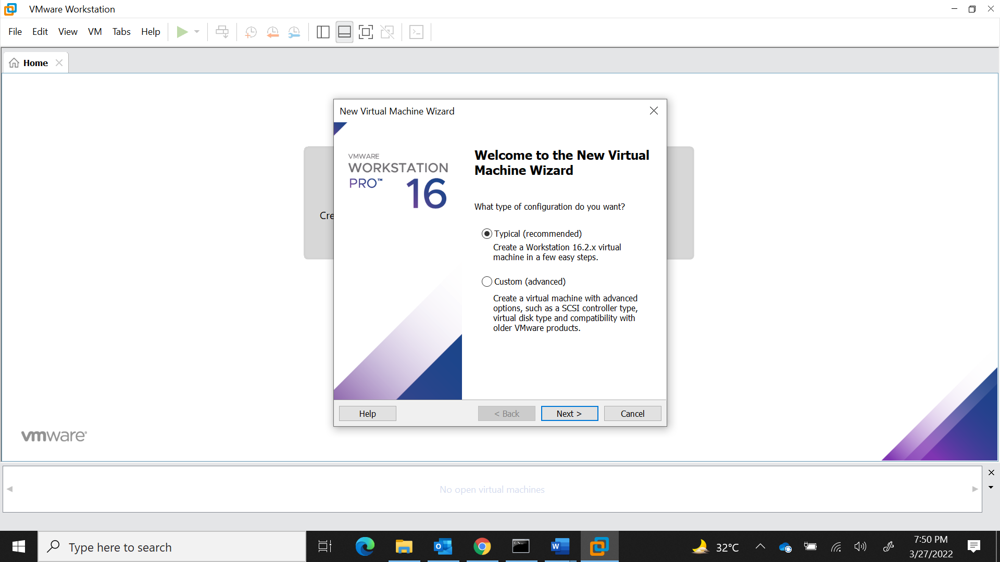 VMware Workstation
File Edit View VM Tabs Help
Home
New Virtual Machine Wizard
VMWARE
WORKSTATION
PRO™ 16
Welcome to the New Virtual
Machine Wizard
What type of configuration do you want?
Typical (recommended)
Create a Workstation 16.2.x virtual
machine in a few easy steps.
Custom (advanced)
Create a virtual machine with advanced
options, such as a SCSI controller type,
virtual disk type and compatibility with
older VMware products.
Cre
Help < Back Next > Cancel
vmware®
No open virtual machines
Type here to search
32°C
7:50 PM
3/27/2022